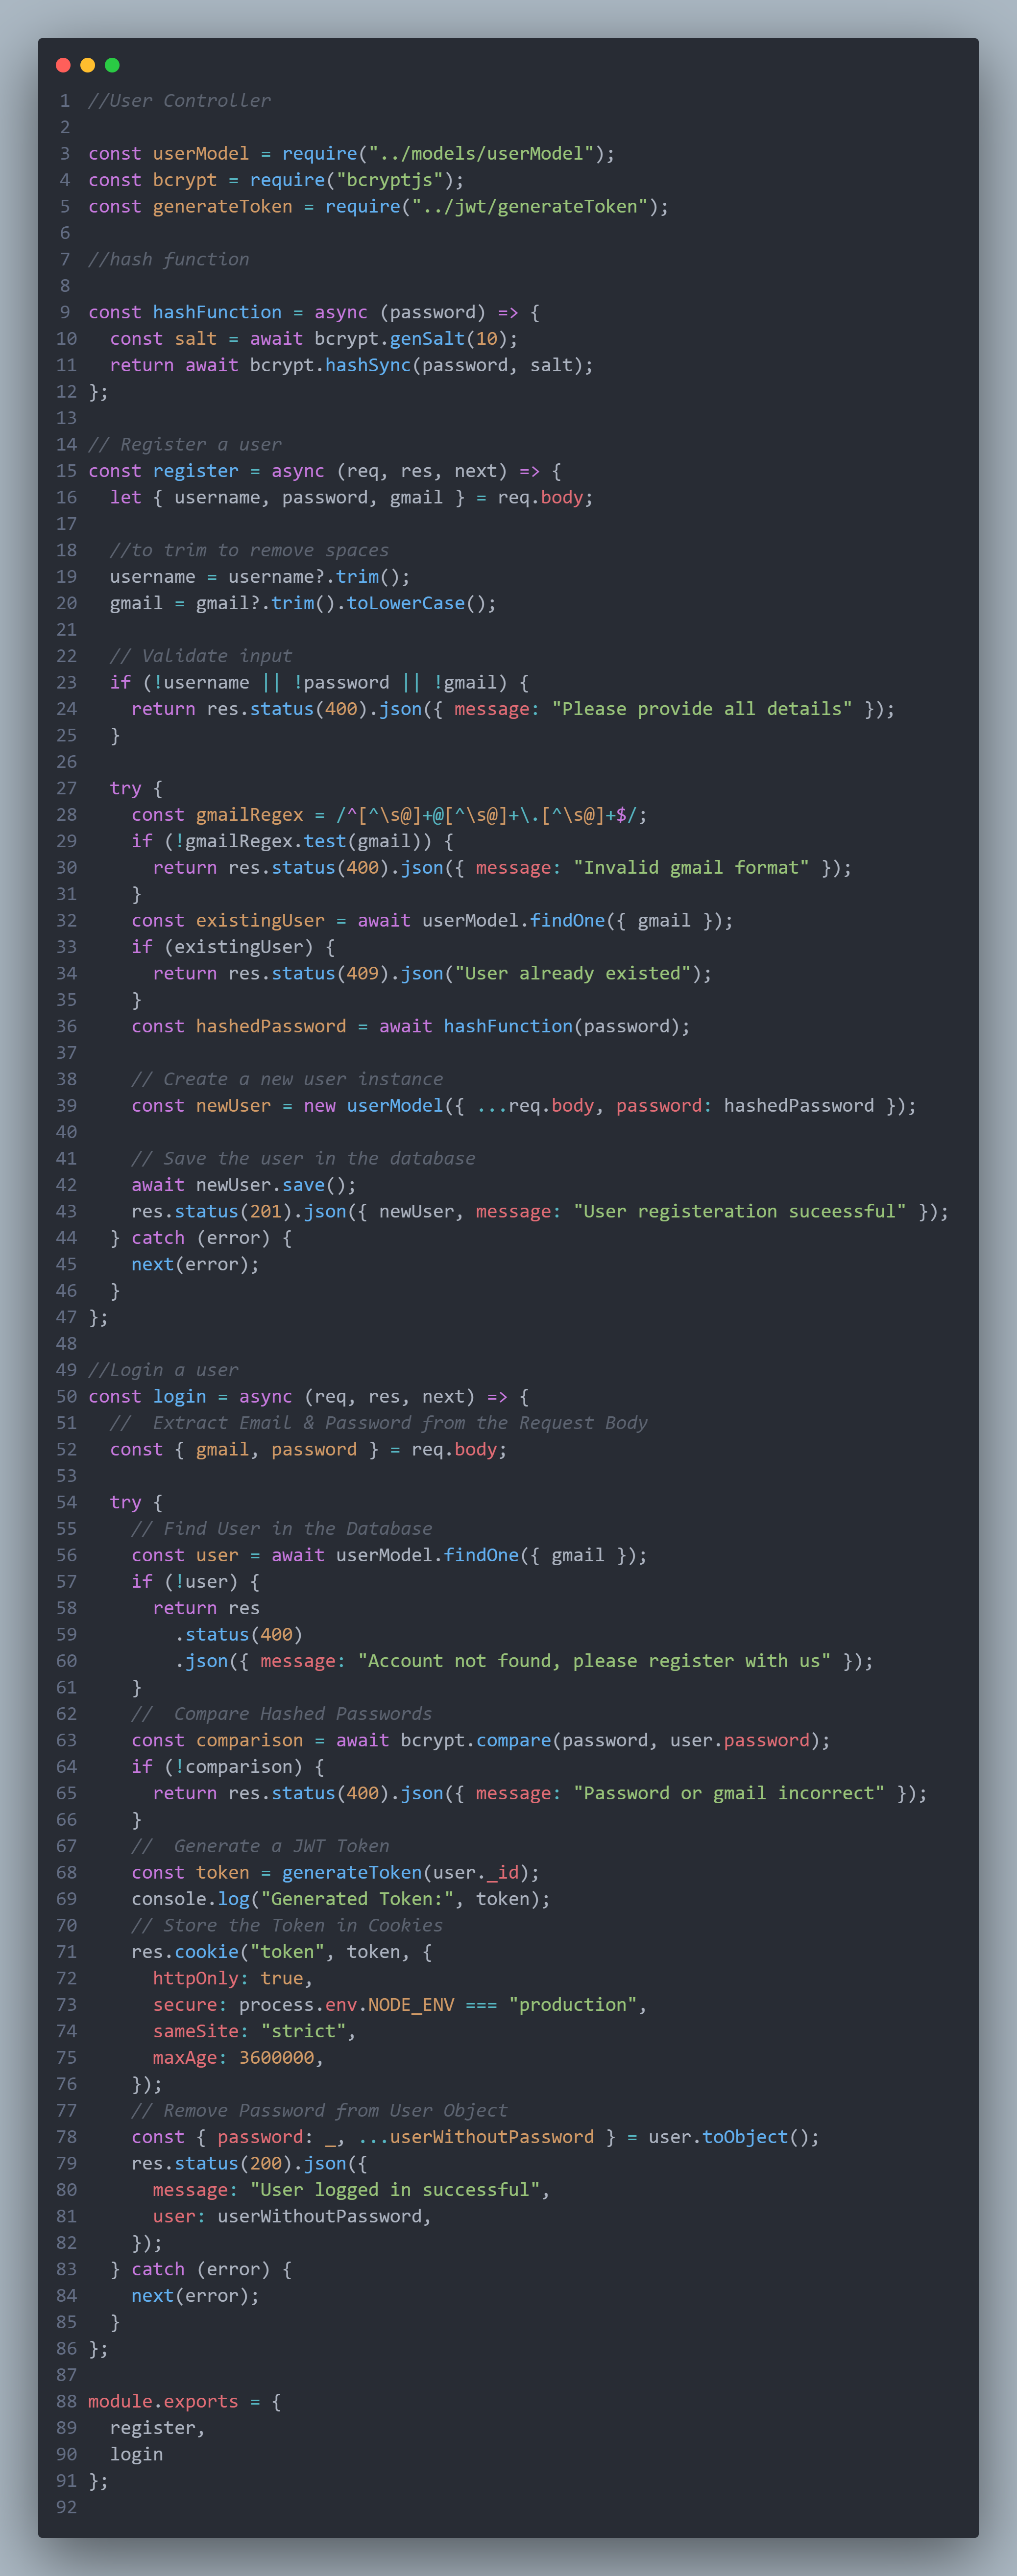 1 //User Controller
2
3 const userModel = require("../models/userModel");
4 const bcrypt = require("bcryptjs");
5 const generateToken = require("../jwt/generateToken");
6
7 //hash function
8
9 const hashFunction = async (password) => {
10   const salt = await bcrypt.genSalt(10);
11   return await bcrypt.hashSync(password, salt);
12 };
13
14 // Register a user
15 const register = async (req, res, next) => {
16   let { username, password, gmail } = req.body;
17
18   //to trim to remove spaces
19   username = username?.trim();
20   gmail = gmail?.trim().toLowerCase();
21
22   // Validate input
23   if (!username || !password || !gmail) {
24     return res.status(400).json({ message: "Please provide all details" });
25   }
26
27   try {
28     const gmailRegex = /^[^\s@]+@[^\s@]+\.[^\s@]+$/;
29     if (!gmailRegex.test(gmail)) {
30       return res.status(400).json({ message: "Invalid gmail format" });
31     }
32     const existingUser = await userModel.findOne({ gmail });
33     if (existingUser) {
34       return res.status(409).json("User already existed");
35     }
36     const hashedPassword = await hashFunction(password);
37
38     // Create a new user instance
39     const newUser = new userModel({ ...req.body, password: hashedPassword });
40
41     // Save the user in the database
42     await newUser.save();
43     res.status(201).json({ newUser, message: "User registeration suceessful" });
44   } catch (error) {
45     next(error);
46   }
47 };
48
49 //Login a user
50 const login = async (req, res, next) => {
51   //  Extract Email & Password from the Request Body
52   const { gmail, password } = req.body;
53
54   try {
55     // Find User in the Database
56     const user = await userModel.findOne({ gmail });
57     if (!user) {
58       return res
59         .status(400)
60         .json({ message: "Account not found, please register with us" });
61     }
62     //  Compare Hashed Passwords
63     const comparison = await bcrypt.compare(password, user.password);
64     if (!comparison) {
65       return res.status(400).json({ message: "Password or gmail incorrect" });
66     }
67     //  Generate a JWT Token
68     const token = generateToken(user._id);
69     console.log("Generated Token:", token);
70     // Store the Token in Cookies
71     res.cookie("token", token, {
72       httpOnly: true,
73       secure: process.env.NODE_ENV === "production",
74       sameSite: "strict",
75       maxAge: 3600000,
76     });
77     // Remove Password from User Object
78     const { password: _, ...userWithoutPassword } = user.toObject();
79     res.status(200).json({
80       message: "User logged in successful",
81       user: userWithoutPassword,
82     });
83   } catch (error) {
84     next(error);
85   }
86 };
87
88 module.exports = {
89   register,
90   login
91 };
92